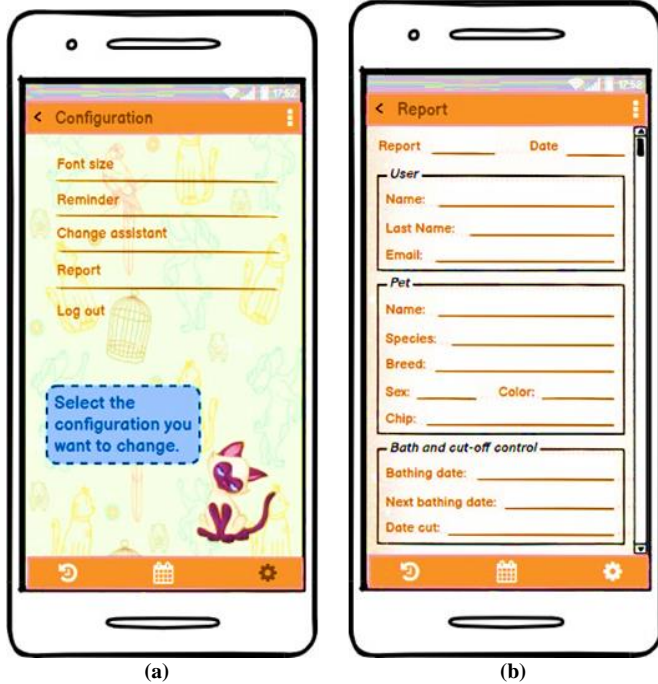 17:52
Configuration
Font size
Reminder
Change assistant
Report
Log out
Select the
configuration you
want to change.
(a)
17:52
Report
Report Date
User
Name:
Last Name:
Email:
Pet
Name:
Species:
Breed:
Sex: Color:
Chip:
Bath and cut-off control
Bathing date:
Next bathing date:
Date cut:
(b)